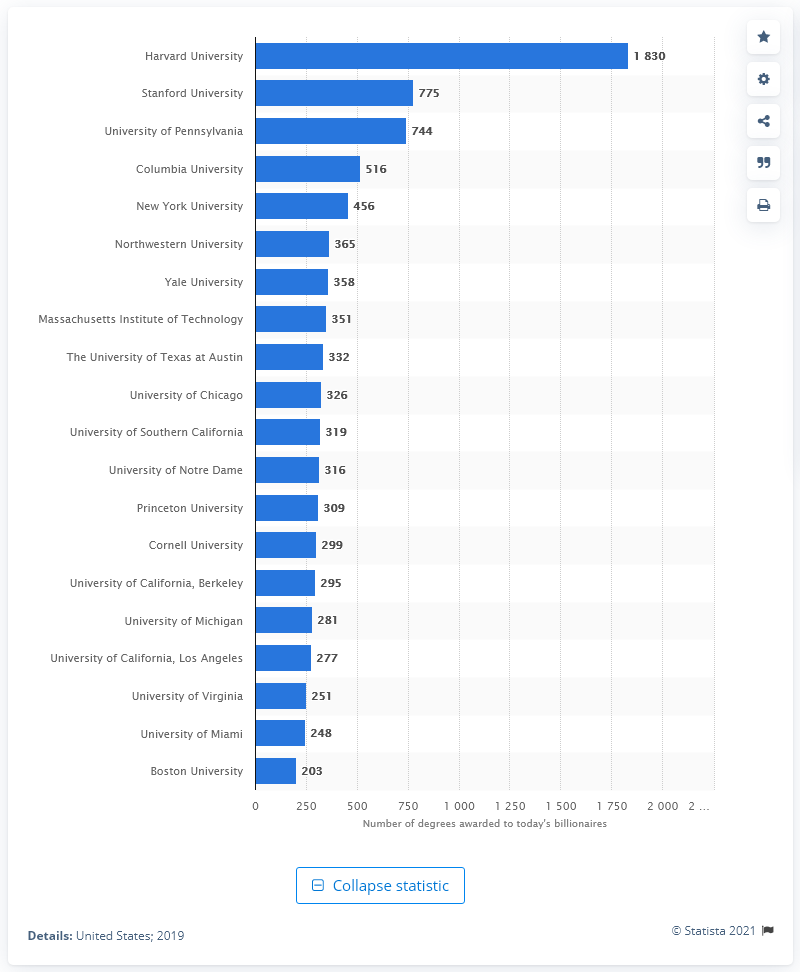 Harvard University 1 830
Stanford University 775
University of Pennsylvania 744
Columbia University 516
New York University 456
Northwestern University 365
Yale University 358
Massachusetts Institute of Technology 351
The University of Texas at Austin 332
University of Chicago 326
University of Southern California 319
University of Notre Dame 316
Princeton University 309
Cornell University 299
University of California, Berkeley 295
University of Michigan 281
University of California, Los Angeles 277
University of Virginia 251
University of Miami 248
Boston University 203
0 250 500 750 1 000 1 250 1 500 1 750 2 000 2 ...
Number of degrees awarded to today's billionaires
Collapse statistic
Details: United States; 2019
© Statista 2021